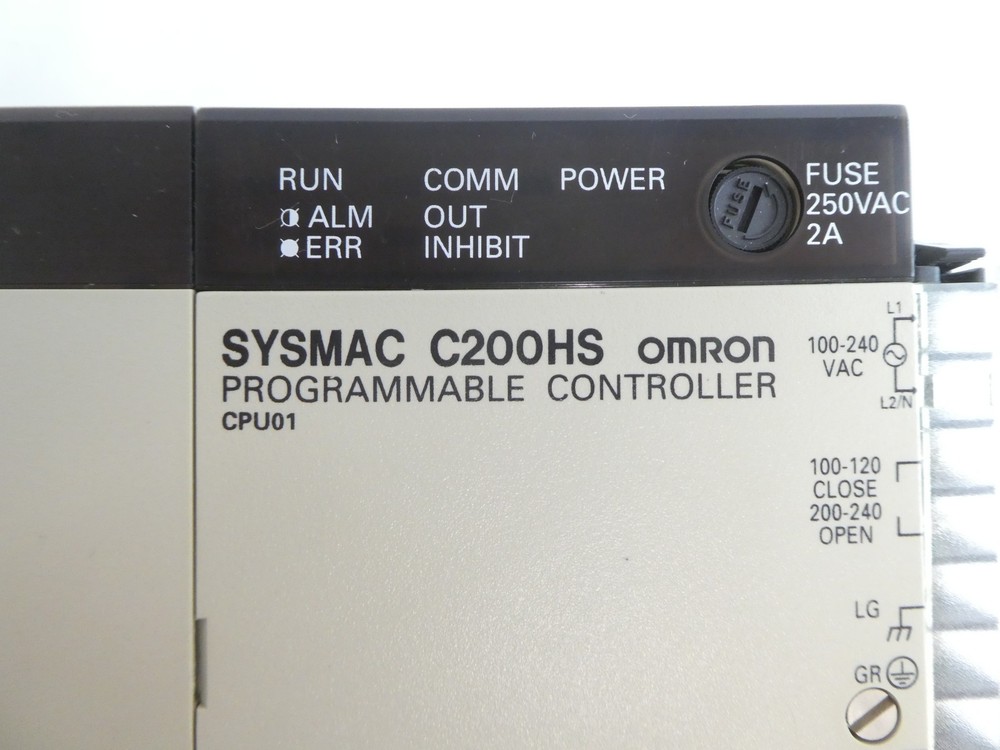 RUN COMM POWER
ALM OUT
ERR INHIBIT
FUSE
FUSE
250VAC
2A
SYSMAC C200HS omron
PROGRAMMABLE CONTROLLER
CPU01
L1
100-240
VAC
L2/N
100-120
CLOSE
200-240
OPEN
LG
GR